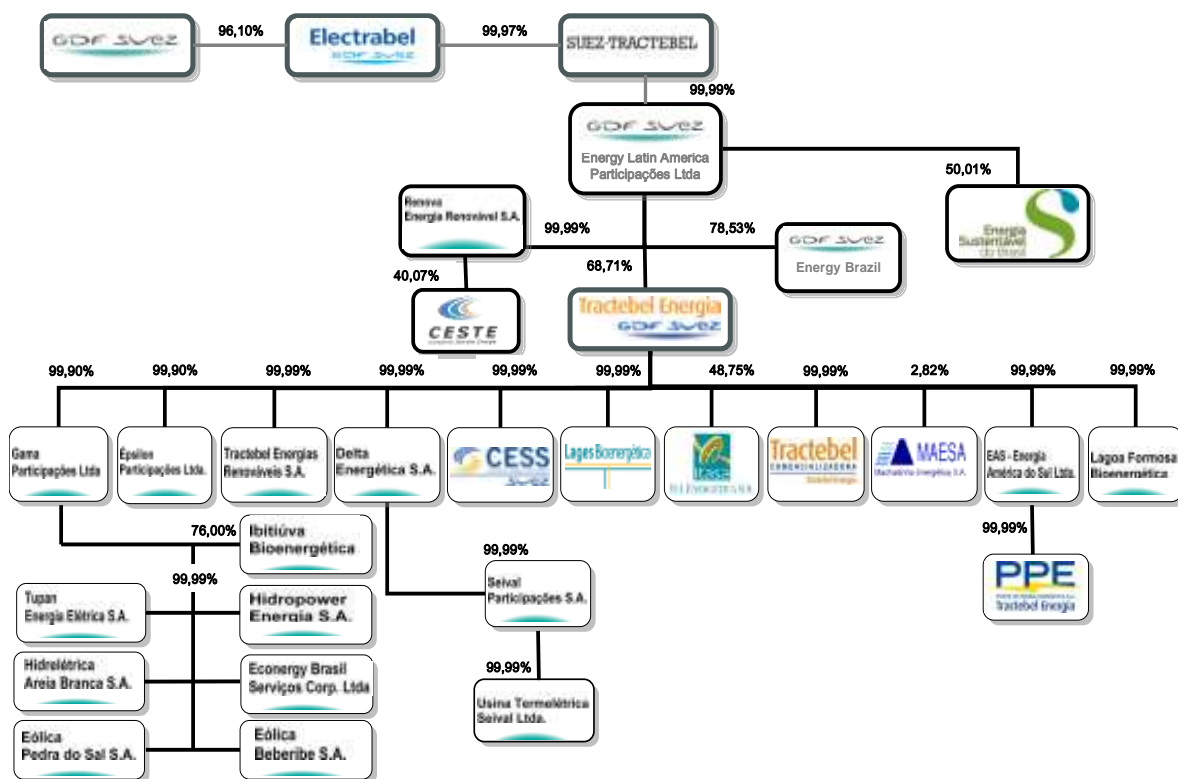 GDF SUEZ
96,10%
Electrabel
GDF SUEZ
99,97%
SUEZ-TRACTEBEL
99,99%
GDF SUEZ
Energy Latin America
Participações Ltda
50,01%
Energia
Sustentável
do Brasil
Renova
Energia Renovável S.A.
99,99%
78,53%
GDF SUEZ
Energy Brazil
40,07%
68,71%
CESTE
Tractebel Energia
GDF SUEZ
99,90%
99,90%
99,99%
99,99%
99,99%
99,99%
48,75%
99,99%
2,82%
99,99%
99,99%
Gama
Participações Ltda
Épsilon
Participações Ltda.
Tractebel Energias
Renováveis S.A.
Delta
Energética S.A.
CESS
SUEZ
Lages Bioenergética
itasa
Tractebel
COMERCIALIZADORA
MAESA
Machadinho Energética S.A.
EAS - Energia
América do Sul Ltda.
Lagoa Formosa
Bioenergética
76,00%
Ibitiúva
Bioenergética
99,99%
99,99%
99,99%
Seival
Participações S.A.
PPE
Tractebel Energia
Tupan
Energia Elétrica S.A.
Hidropower
Energia S.A.
Hidrelétrica
Areia Branca S.A.
Econergy Brasil
Serviços Corp. Ltda
99,99%
Usina Termelétrica
Seival Ltda.
Eólica
Pedra do Sal S.A.
Eólica
Beberibe S.A.